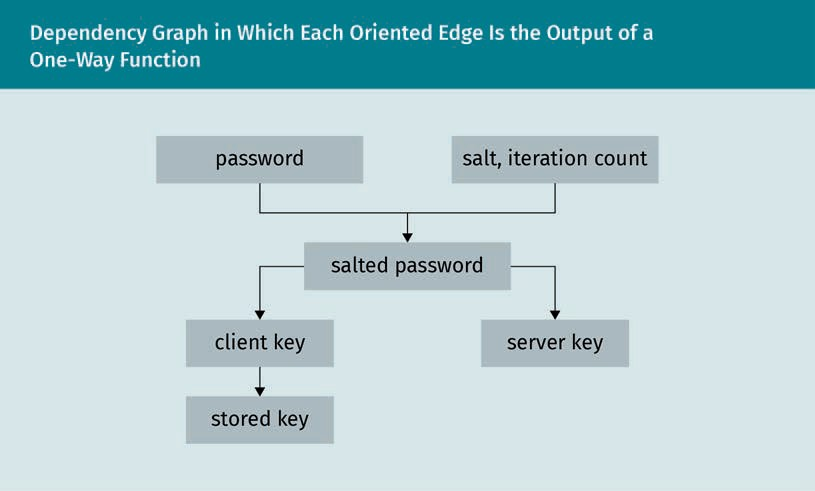 Dependency Graph in Which Each Oriented Edge Is the Output of a
One-Way Function
password
salt, iteration count
salted password
client key
server key
stored key